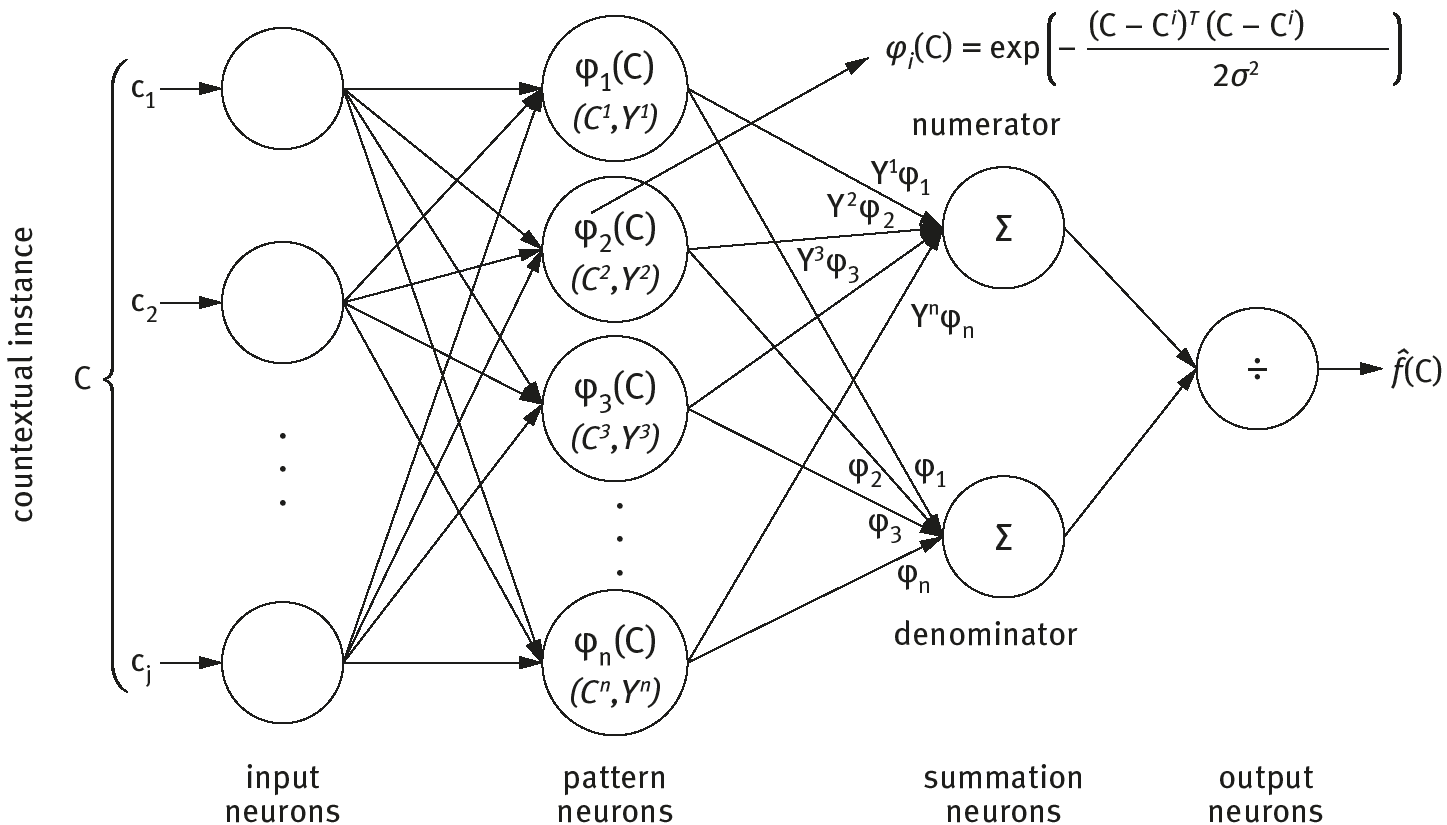 countextual instance
C
c₁
c₂
cⱼ
φ₁(C)
(C¹,Y¹)
φ₂(C)
(C²,Y²)
φ₃(C)
(C³,Y³)
φₙ(C)
(Cⁿ,Yⁿ)
φᵢ(C) = exp(− (C − Cⁱ)ᵀ (C − Cⁱ) / 2σ²)
numerator
Y¹φ₁
Y²φ₂
Y³φ₃
Yⁿφₙ
Σ
φ₂ φ₁
φ₃
φₙ
Σ
denominator
÷
f̂(C)
input
neurons
pattern
neurons
summation
neurons
output
neurons